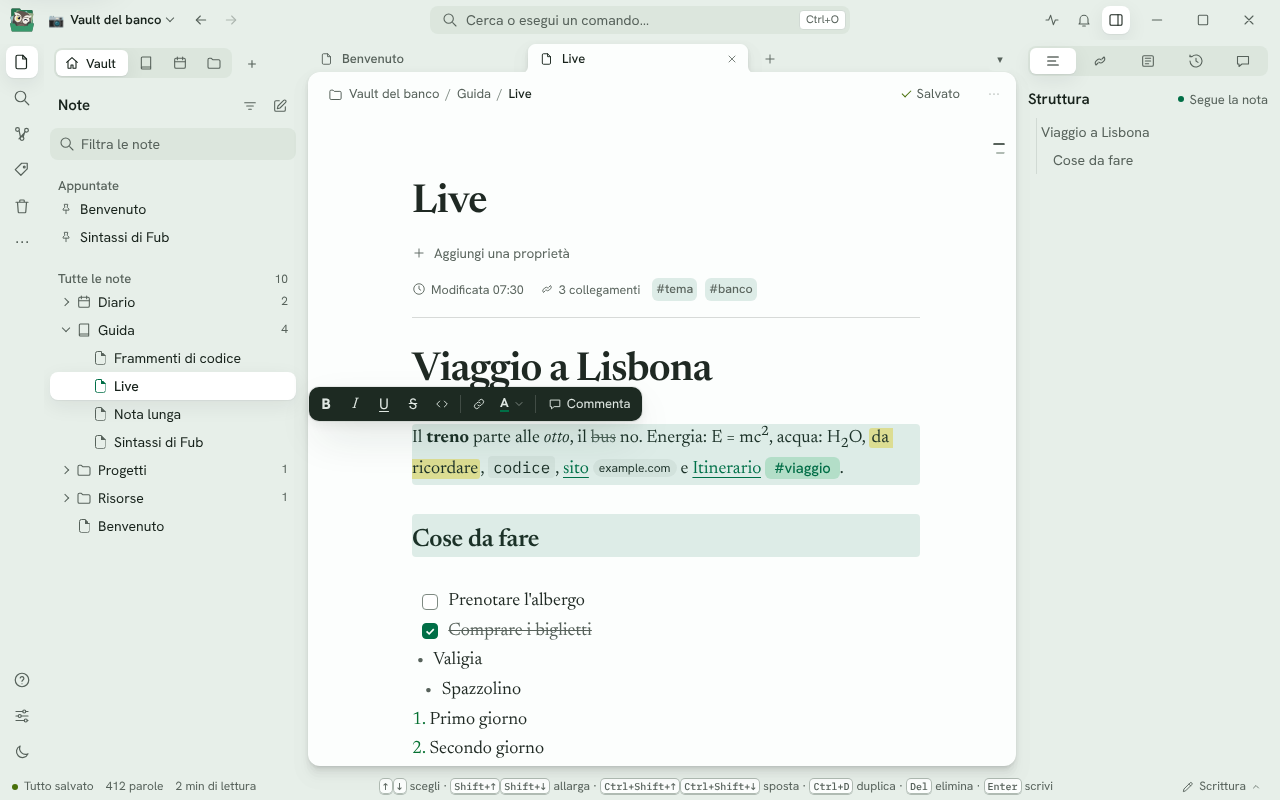 Vault del banco
Cerca o esegui un comando…
Ctrl+O
Vault
Benvenuto
Live
Note
Filtra le note
Appuntate
Benvenuto
Sintassi di Fub
Tutte le note 10
Diario 2
Guida 4
Frammenti di codice
Live
Nota lunga
Sintassi di Fub
Progetti 1
Risorse 1
Benvenuto
Vault del banco / Guida / Live
Salvato
Live
Aggiungi una proprietà
Modificata 07:30 3 collegamenti #tema #banco
Viaggio a Lisbona
B I U S A Commenta
Il treno parte alle otto, il bus no. Energia: E = mc2, acqua: H2O, da
ricordare, codice, sito example.com e Itinerario #viaggio.
Cose da fare
Prenotare l'albergo
Comprare i biglietti
• Valigia
• Spazzolino
1. Primo giorno
2. Secondo giorno
Struttura
Segue la nota
Viaggio a Lisbona
Cose da fare
Tutto salvato 412 parole 2 min di lettura
↑ ↓ scegli · Shift+↑ Shift+↓ allarga · Ctrl+Shift+↑ Ctrl+Shift+↓ sposta · Ctrl+D duplica · Del elimina · Enter scrivi
Scrittura